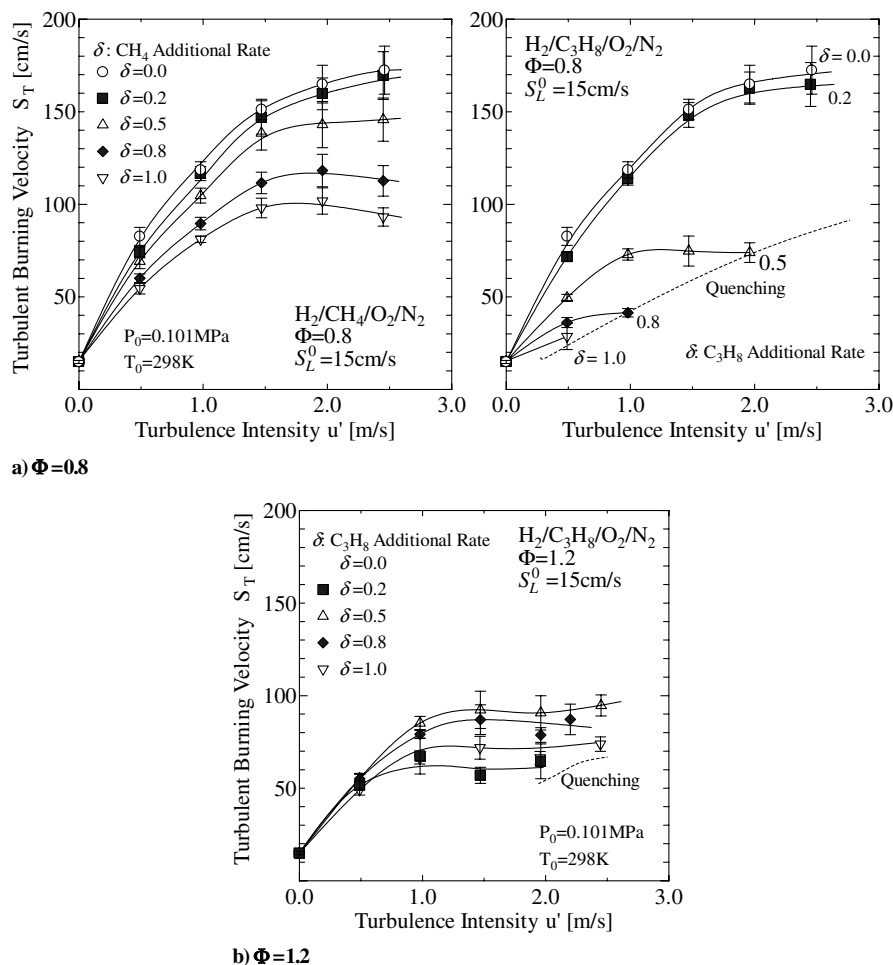 200
150
100
50
0.0
1.0
2.0
3.0
Turbulent Burning Velocity S_T [cm/s]
Turbulence Intensity u' [m/s]
δ: CH₄ Additional Rate
δ=0.0
δ=0.2
δ=0.5
δ=0.8
δ=1.0
P₀=0.101MPa
T₀=298K
H₂/CH₄/O₂/N₂
Φ=0.8
S_L⁰=15cm/s
H₂/C₃H₈/O₂/N₂
Φ=0.8
S_L⁰=15cm/s
200
150
100
50
δ=0.0
0.2
0.5
Quenching
0.8
δ=1.0
δ: C₃H₈ Additional Rate
0.0
1.0
2.0
3.0
Turbulence Intensity u' [m/s]
a) Φ=0.8
200
150
100
50
0.0
1.0
2.0
3.0
Turbulent Burning Velocity S_T [cm/s]
Turbulence Intensity u' [m/s]
δ: C₃H₈ Additional Rate
δ=0.0
δ=0.2
δ=0.5
δ=0.8
δ=1.0
H₂/C₃H₈/O₂/N₂
Φ=1.2
S_L⁰=15cm/s
Quenching
P₀=0.101MPa
T₀=298K
b) Φ=1.2